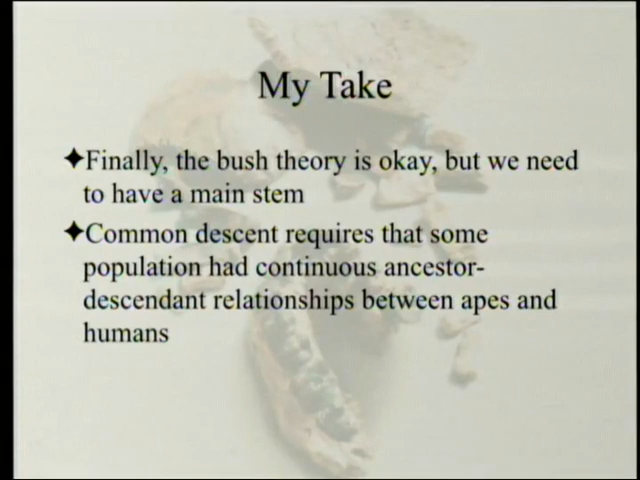 My Take
✦Finally, the bush theory is okay, but we need
to have a main stem
✦Common descent requires that some
population had continuous ancestor-
descendant relationships between apes and
humans